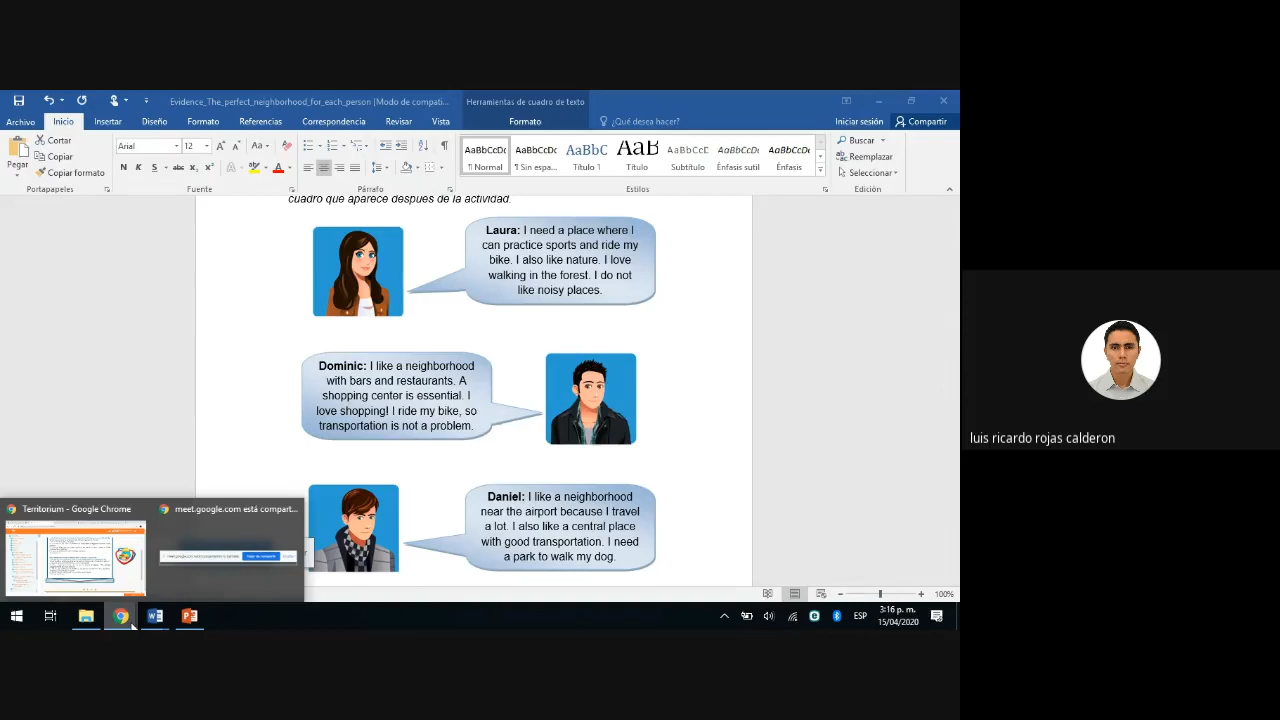 Evidence_The_perfect_neighborhood_for_each_person [Modo de compati...
Herramientas de cuadro de texto
Archivo Inicio Insertar Diseño Formato Referencias Correspondencia Revisar Vista Formato ¿Qué desea hacer? Iniciar sesión Compartir
Pegar
Cortar
Copiar
Copiar formato
Portapapeles
Arial 12
N K S abc x₂ x²
Fuente
Párrafo
AaBbCcDc AaBbCcDc AaBbC AaB AaBbCcD AaBbCcDc AaBbCcDc
¶ Normal ¶ Sin espa... Título 1 Título Subtítulo Énfasis sutil Énfasis
Estilos
Buscar
Reemplazar
Seleccionar
Edición
cuadro que aparece después de la actividad.
Laura: I need a place where I
can practice sports and ride my
bike. I also like nature. I love
walking in the forest. I do not
like noisy places.
Dominic: I like a neighborhood
with bars and restaurants. A
shopping center is essential. I
love shopping! I ride my bike, so
transportation is not a problem.
Daniel: I like a neighborhood
near the airport because I travel
a lot. I also like a central place
with good transportation. I need
a park to walk my dog.
Territorium - Google Chrome
meet.google.com está compart...
100%
ESP
3:16 p. m.
15/04/2020
luis ricardo rojas calderon